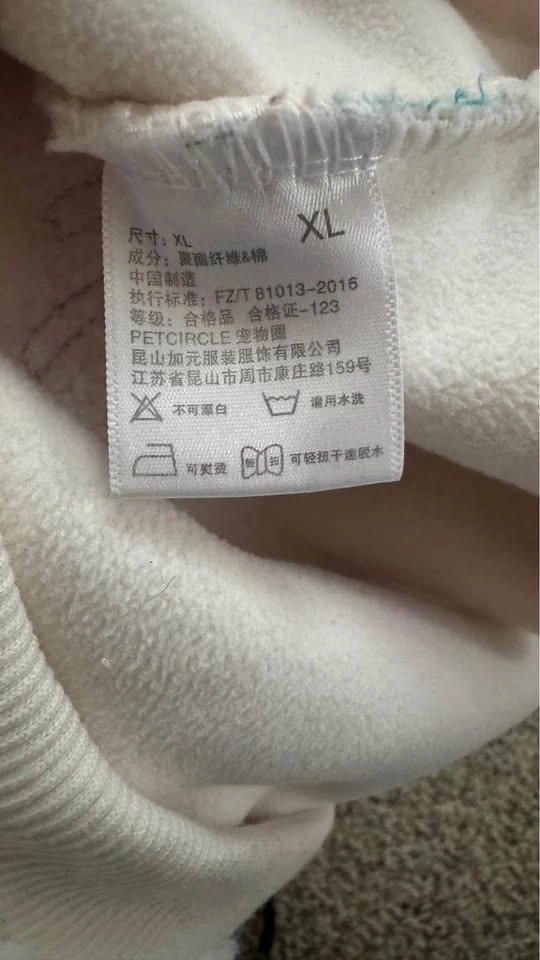 XL
尺寸：XL
成分：聚酯纤维&棉
中国制造
执行标准：FZ/T 81013-2016
等级：合格品 合格证-123
PETCIRCLE 宠物圈
昆山加元服装服饰有限公司
江苏省昆山市周市康庄路159号
不可漂白 请用水洗
可熨烫 扭 扭 可轻扭干速脱水